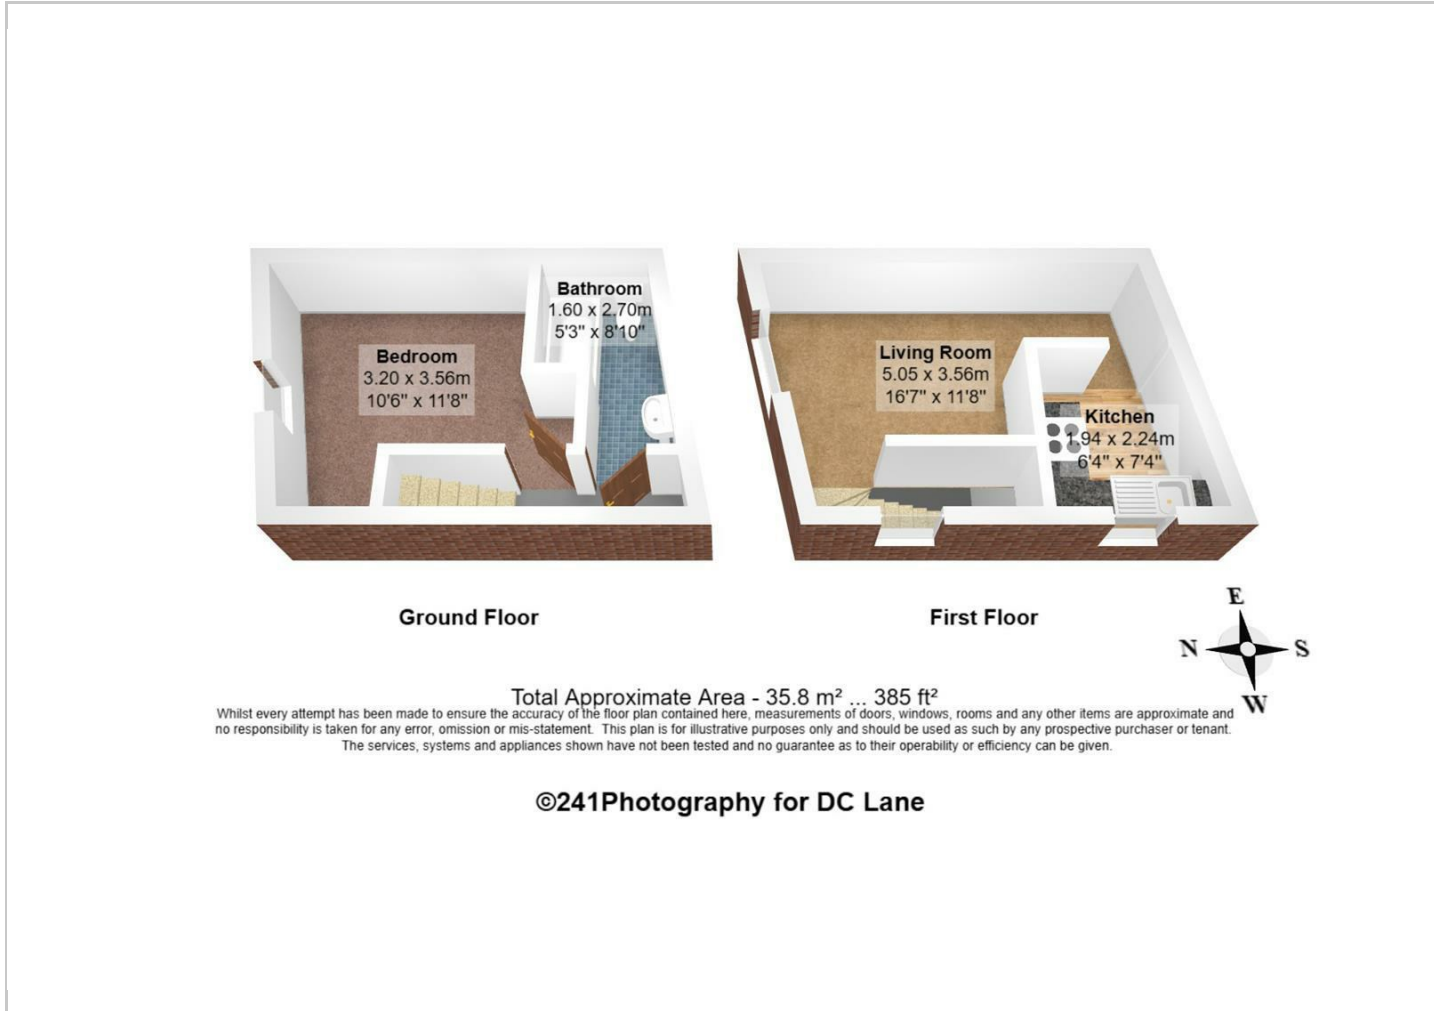 Bathroom
1.60 x 2.70m
5'3" x 8'10"
Bedroom
3.20 x 3.56m
10'6" x 11'8"
Living Room
5.05 x 3.56m
16'7" x 11'8"
Kitchen
1.94 x 2.24m
6'4" x 7'4"
Ground Floor
First Floor
E
N S
W
Total Approximate Area - 35.8 m² ... 385 ft²
Whilst every attempt has been made to ensure the accuracy of the floor plan contained here, measurements of doors, windows, rooms and any other items are approximate and
no responsibility is taken for any error, omission or mis-statement. This plan is for illustrative purposes only and should be used as such by any prospective purchaser or tenant.
The services, systems and appliances shown have not been tested and no guarantee as to their operability or efficiency can be given.
©241Photography for DC Lane